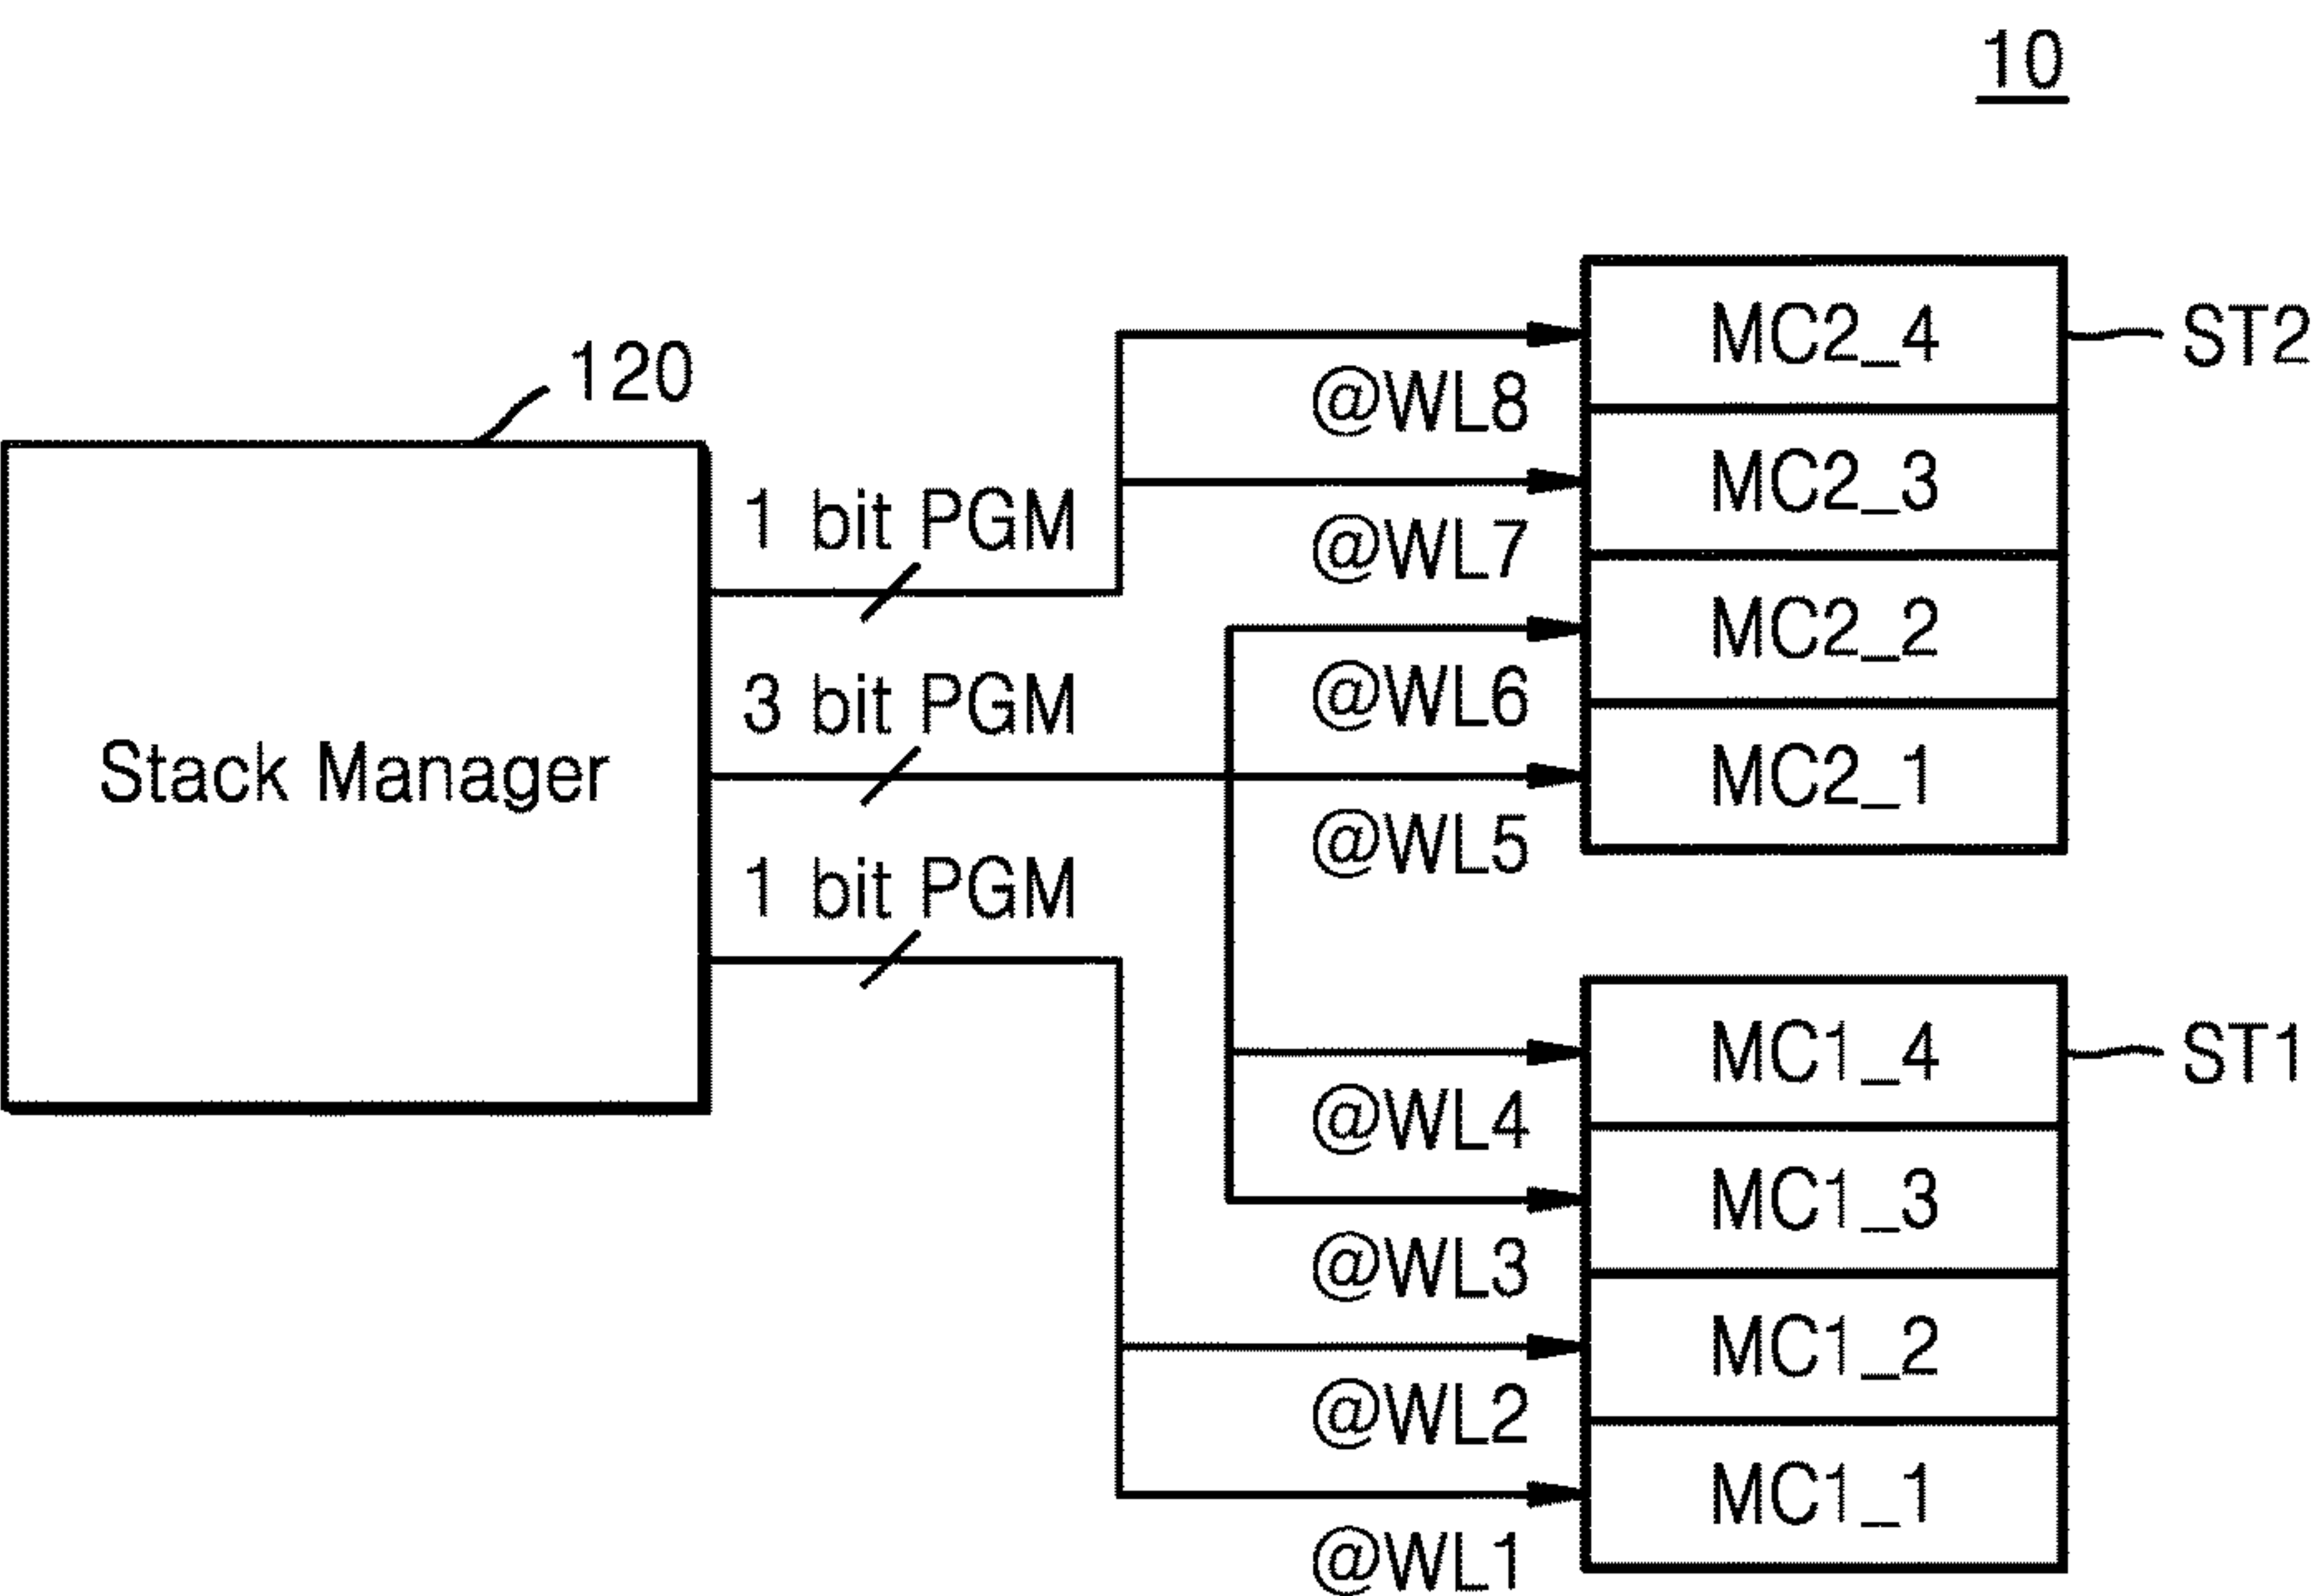 10
MC2_4
ST2
120
@WL8
1 bit PGM
MC2_3
@WL7
MC2_2
3 bit PGM
@WL6
Stack Manager
MC2_1
@WL5
1 bit PGM
MC1_4
ST1
@WL4
MC1_3
@WL3
MC1_2
@WL2
MC1_1
@WL1